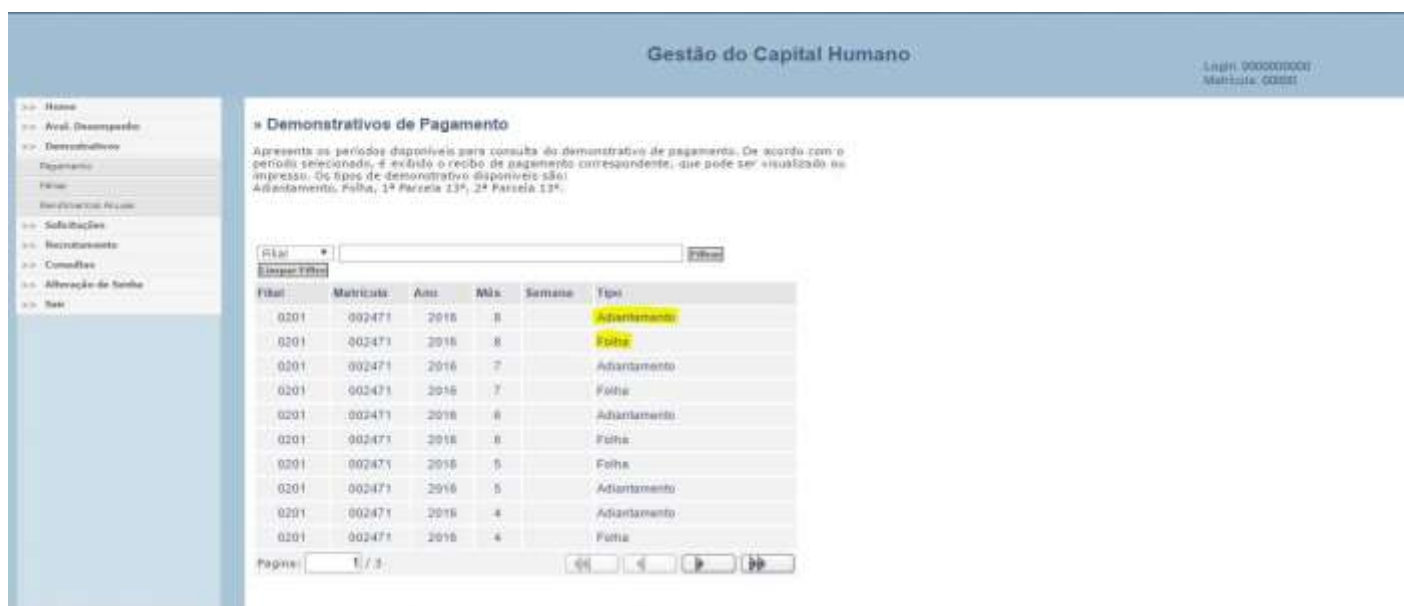 Gestão do Capital Humano
Login: 0000000000
Matrícula: 00000
>> Home
>> Aval. Desempenho
>> Demonstrativos
Pagamento
Férias
Rendimentos Anuais
>> Solicitações
>> Recrutamento
>> Consultas
>> Alteração de Senha
>> Sair
» Demonstrativos de Pagamento
Apresenta os períodos disponíveis para consulta do demonstrativo de pagamento. De acordo com o
período selecionado, é exibido o recibo de pagamento correspondente, que pode ser visualizado ou
impresso. Os tipos de demonstrativo disponíveis são:
Adiantamento, Folha, 1ª Parcela 13º, 2ª Parcela 13º.
Filial Filtrar
Limpar Filtro
Filial Matricula Ano Mês Semana Tipo
0201 002471 2016 8 Adiantamento
0201 002471 2016 8 Folha
0201 002471 2016 7 Adiantamento
0201 002471 2016 7 Folha
0201 002471 2016 6 Adiantamento
0201 002471 2016 6 Folha
0201 002471 2016 5 Folha
0201 002471 2016 5 Adiantamento
0201 002471 2016 4 Adiantamento
0201 002471 2016 4 Folha
Pagina: 1 / 3